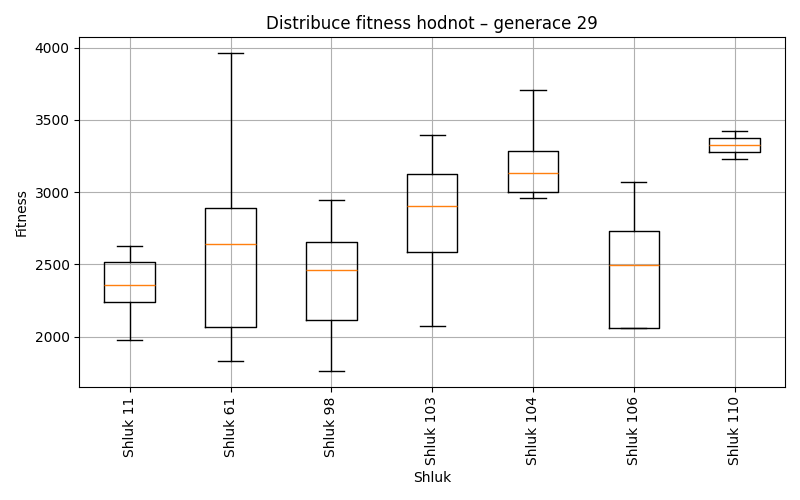 Distribuce fitness hodnot – generace 29
Fitness
4000
3500
3000
2500
2000
Shluk 11
Shluk 61
Shluk 98
Shluk 103
Shluk 104
Shluk 106
Shluk 110
Shluk